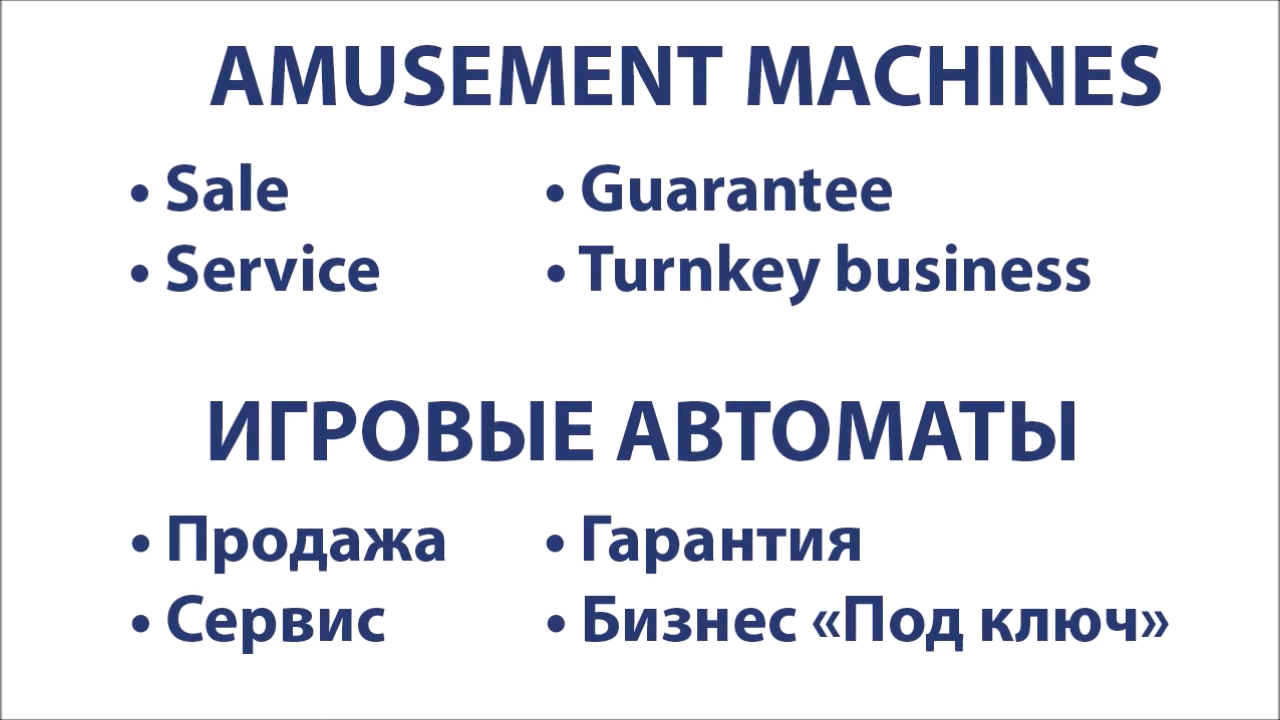 AMUSEMENT MACHINES
• Sale • Guarantee
• Service • Turnkey business
ИГРОВЫЕ АВТОМАТЫ
• Продажа • Гарантия
• Сервис • Бизнес «Под ключ»